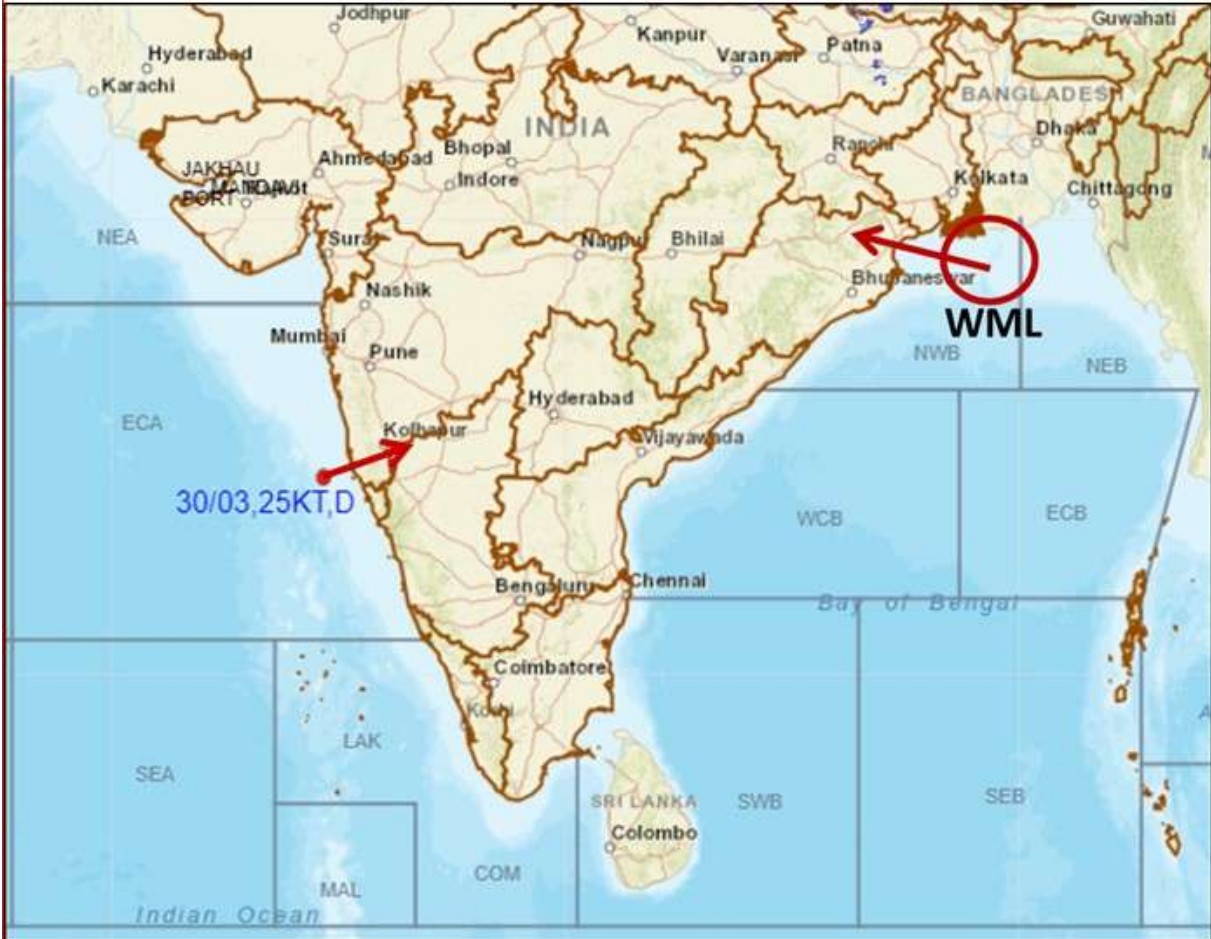 Jodhpur
Guwahati
Kanpur
Patna
Hyderabad
Varanasi
Karachi
BANGLADESH
INDIA
Dhaka
JAKHAU
Ahmedabad
Bhopal
Ranchi
PORT
Indore
Kolkata
Chittagong
NEA
Surat
Nagpur
Bhilai
Nashik
Bhubaneswar
Mumbai
WML
Pune
NWB
NEB
Hyderabad
ECA
Kolhapur
Vijayawada
30/03,25KT,D
WCB
ECB
Bengaluru
Chennai
Bay of Bengal
Coimbatore
Kochi
LAK
SEA
SRI LANKA
SWB
SEB
Colombo
MAL
COM
Indian Ocean